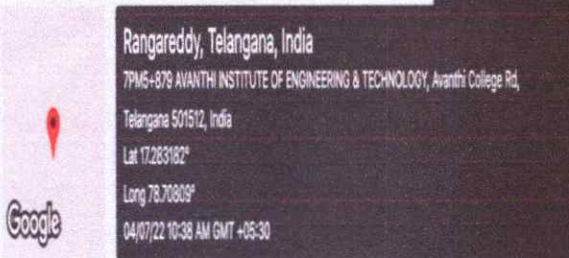 Rangareddy, Telangana, India
7PM5+879 AVANTHI INSTITUTE OF ENGINEERING & TECHNOLOGY, Avanthi College Rd,
Telangana 501512, India
Lat 17.283182°
Long 78.70809°
04/07/22 10:38 AM GMT +05:30
Google